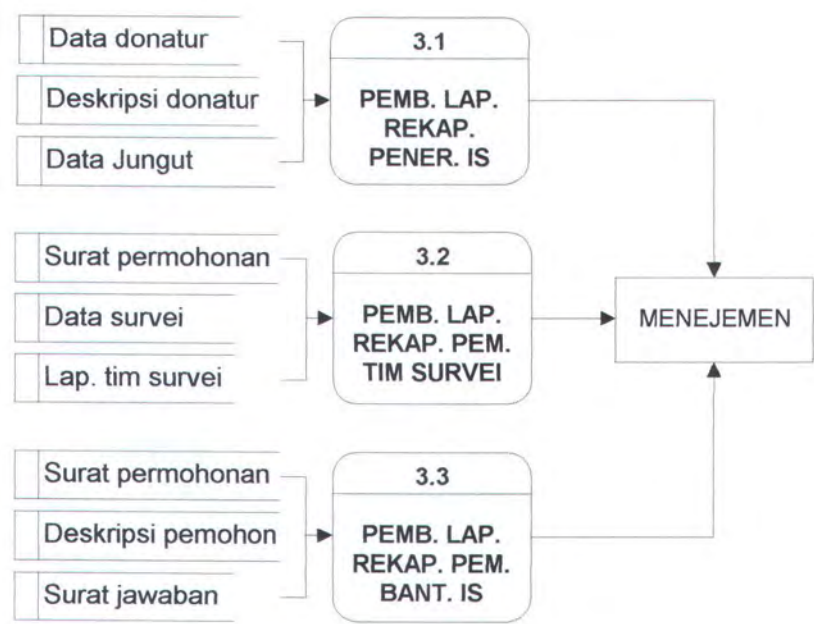 Data donatur
Deskripsi donatur
Data Jungut
3.1
PEMB. LAP.
REKAP.
PENER. IS
Surat permohonan
Data survei
Lap. tim survei
3.2
PEMB. LAP.
REKAP. PEM.
TIM SURVEI
MENEJEMEN
Surat permohonan
Deskripsi pemohon
Surat jawaban
3.3
PEMB. LAP.
REKAP. PEM.
BANT. IS